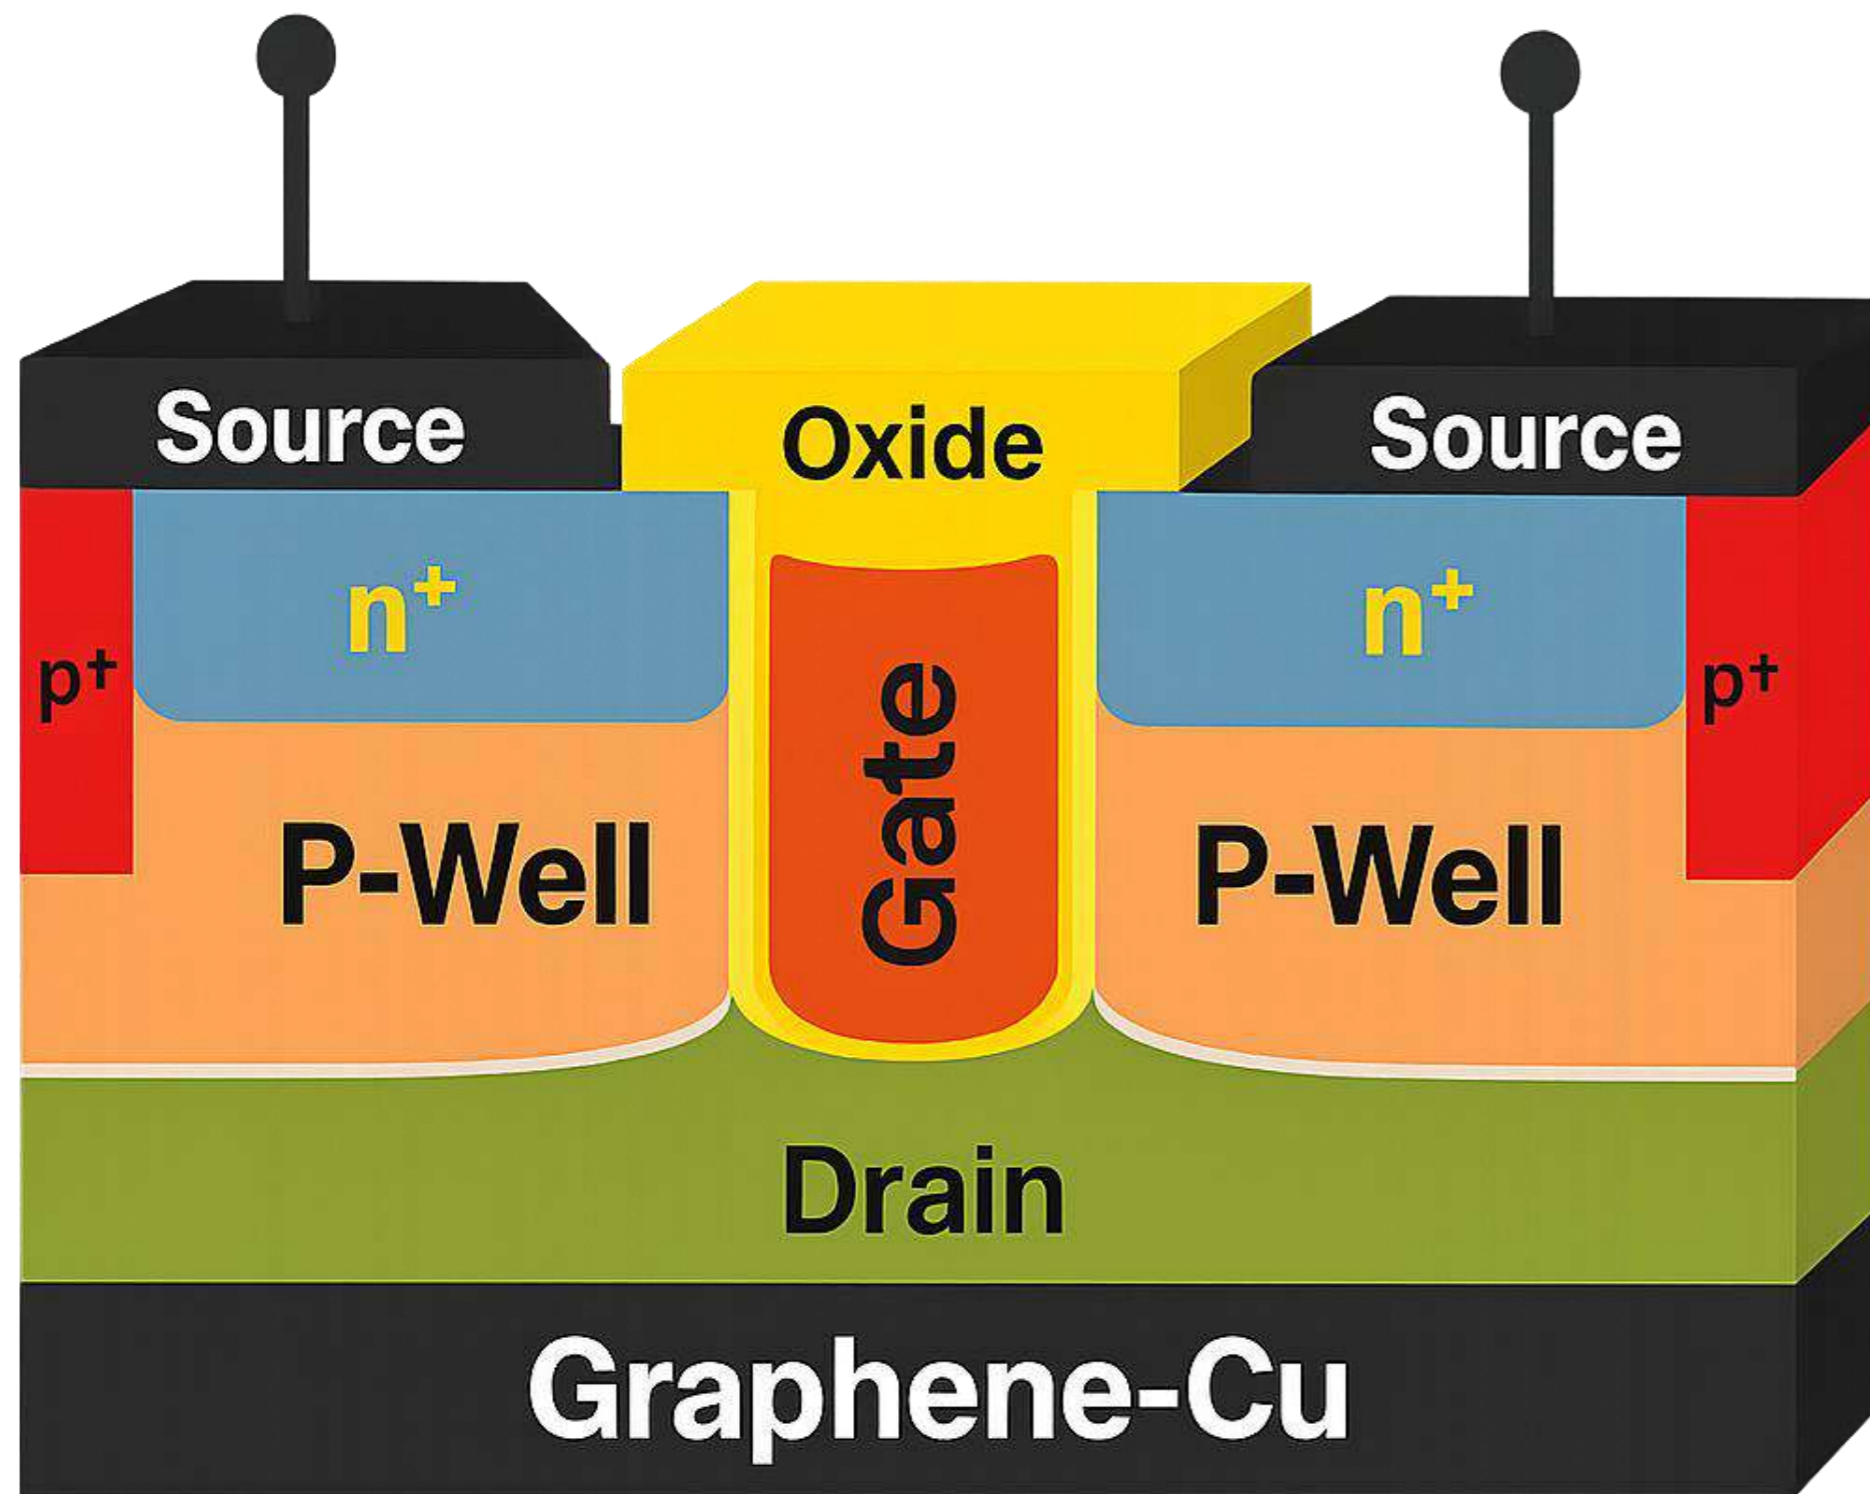 Source
Oxide
Source
n⁺
n⁺
p⁺
p⁺
Gate
P-Well
P-Well
Drain
Graphene-Cu